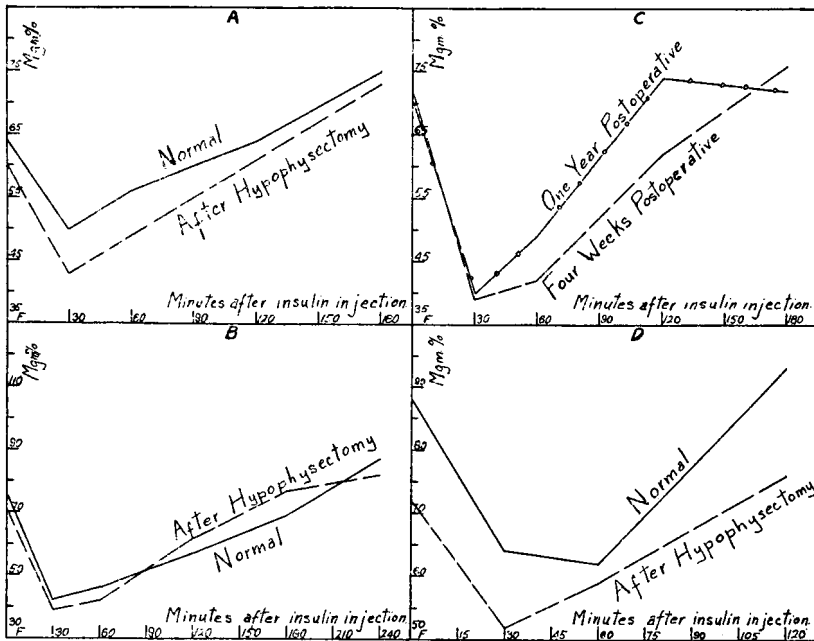 A
Mgm%
75
65
55
45
35
Normal
After Hypophysectomy
Minutes after insulin injection.
F 30 60 90 120 150 180
C
Mgm%
75
65
55
45
35
One Year Postoperative
Four Weeks Postoperative
Minutes after insulin injection.
F 30 60 90 120 150 180
B
Mgm%
110
90
70
50
30
After Hypophysectomy
Normal
Minutes after insulin injection
F 30 60 90 120 150 180 210 240
D
Mgm%
90
80
70
60
50
Normal
After Hypophysectomy
Minutes after insulin injection
F 15 30 45 60 75 90 105 120